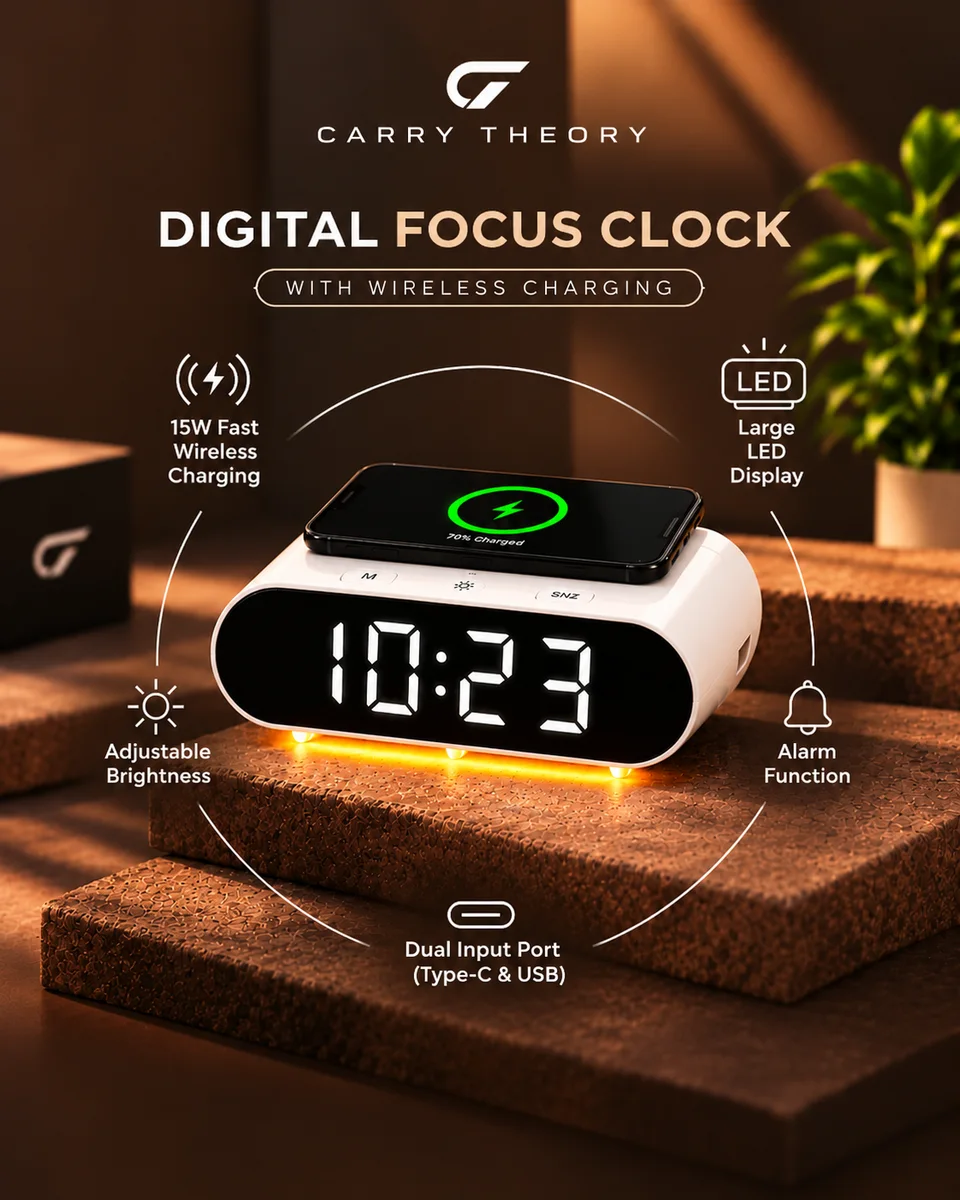 CARRY THEORY
DIGITAL FOCUS CLOCK
WITH WIRELESS CHARGING
15W Fast
Wireless
Charging
LED
Large
LED
Display
70% Charged
M
SNZ
10:23
Adjustable
Brightness
Alarm
Function
Dual Input Port
(Type-C & USB)